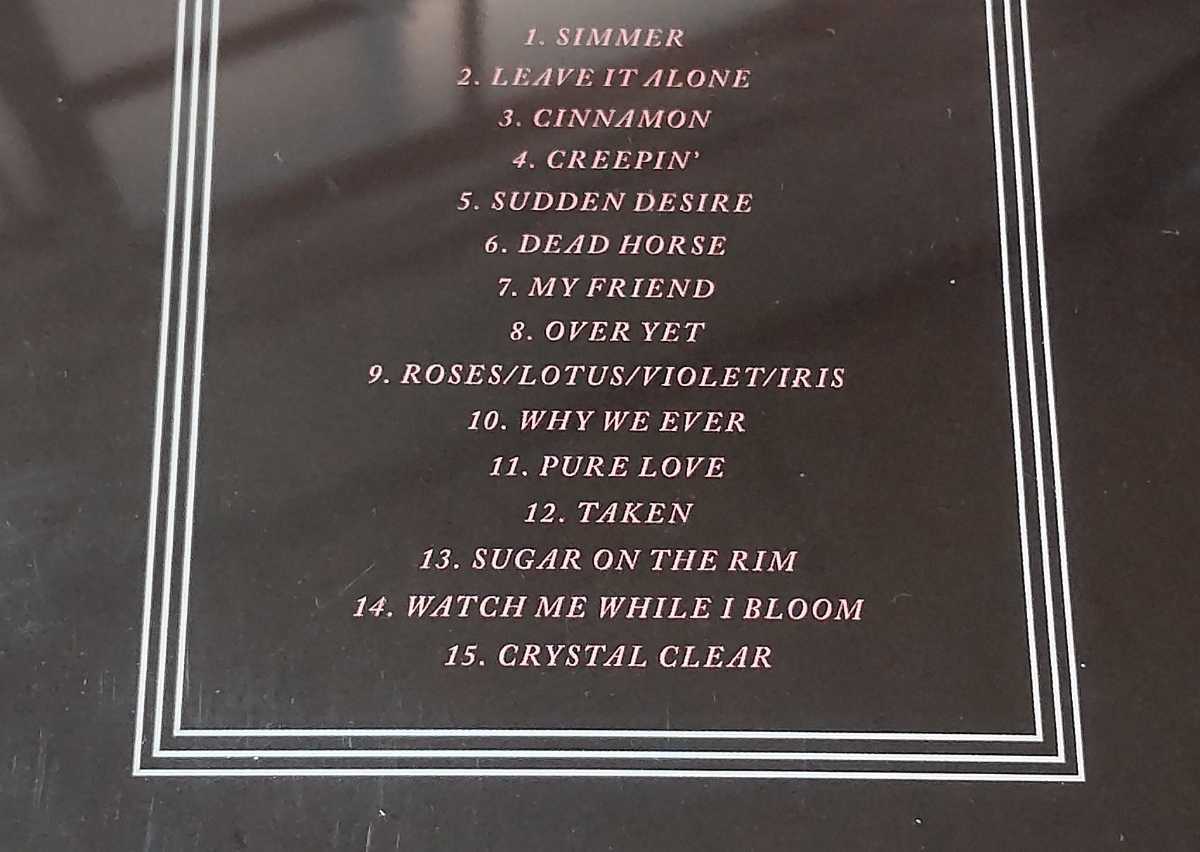 1. SIMMER
2. LEAVE IT ALONE
3. CINNAMON
4. CREEPIN’
5. SUDDEN DESIRE
6. DEAD HORSE
7. MY FRIEND
8. OVER YET
9. ROSES/LOTUS/VIOLET/IRIS
10. WHY WE EVER
11. PURE LOVE
12. TAKEN
13. SUGAR ON THE RIM
14. WATCH ME WHILE I BLOOM
15. CRYSTAL CLEAR